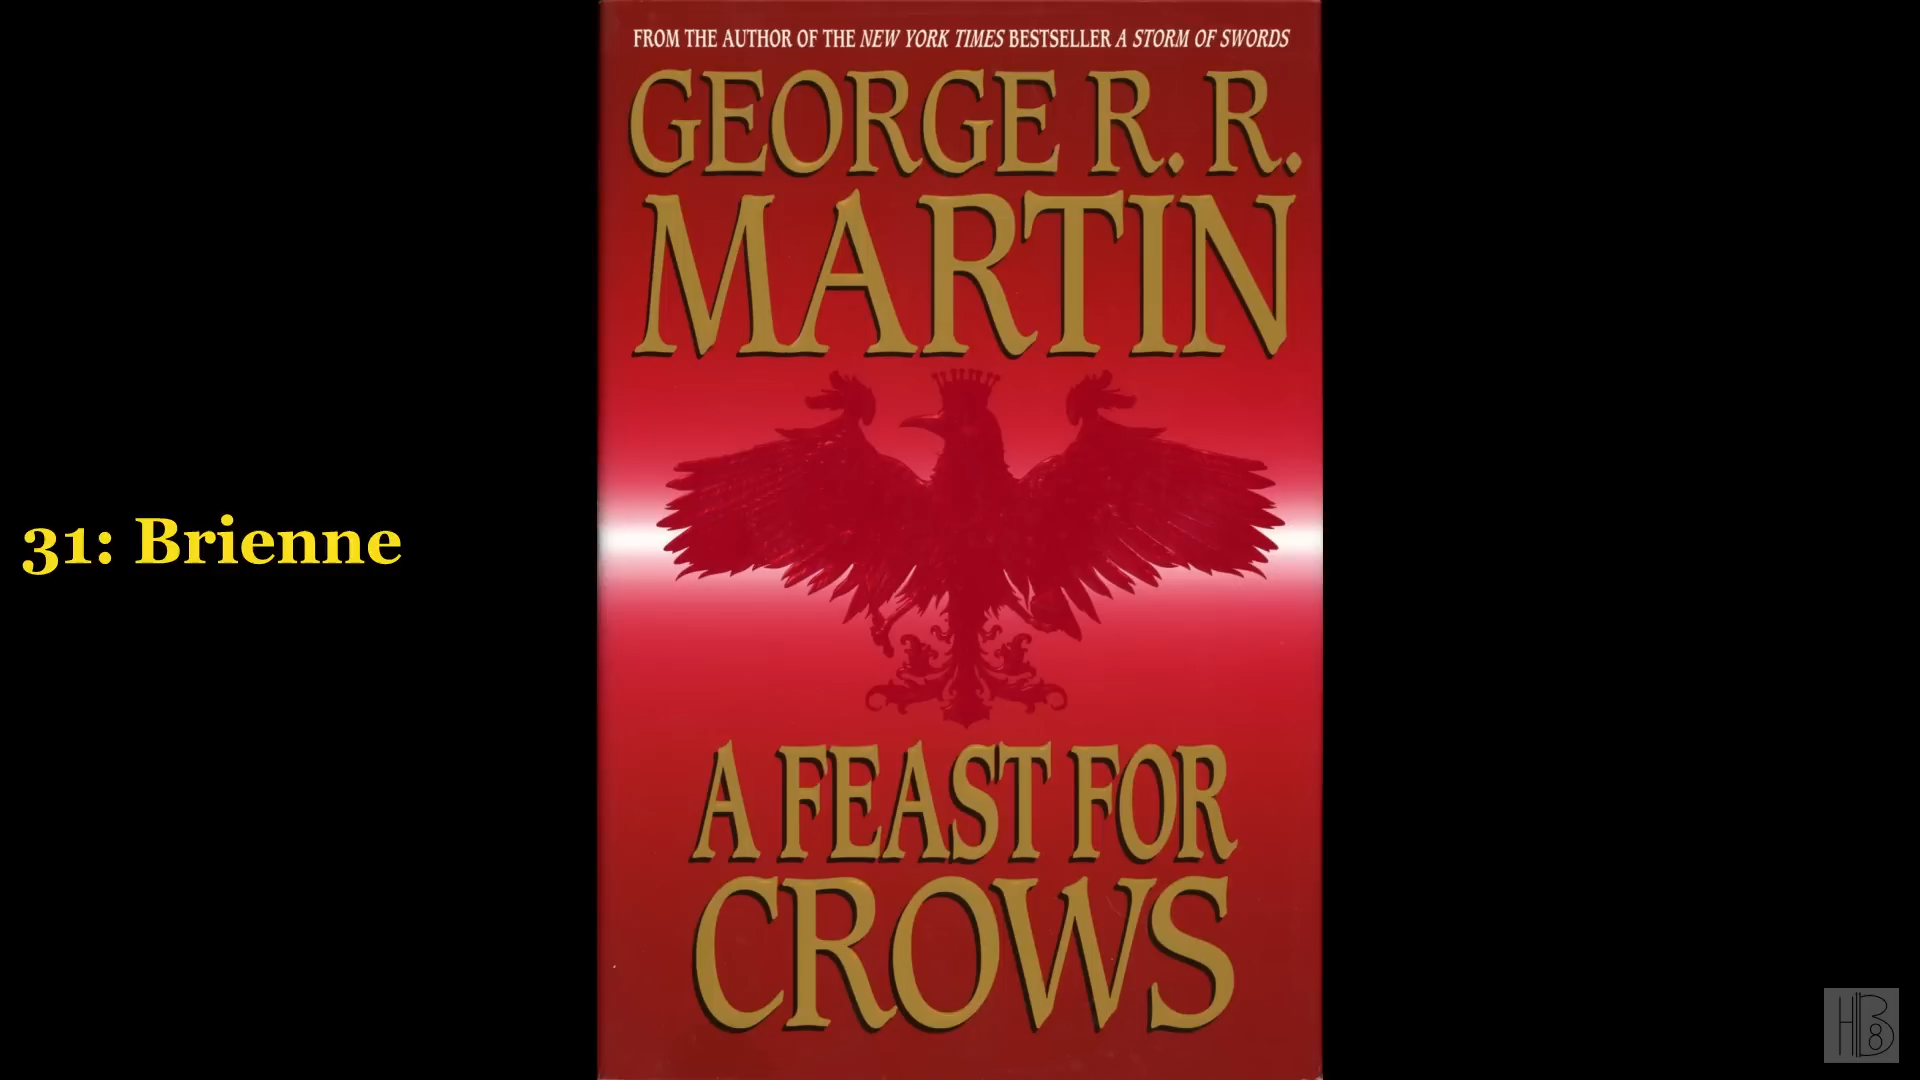 FROM THE AUTHOR OF THE NEW YORK TIMES BESTSELLER A STORM OF SWORDS
GEORGE R. R.
MARTIN
31: Brienne
A FEAST FOR
CROWS
HB8